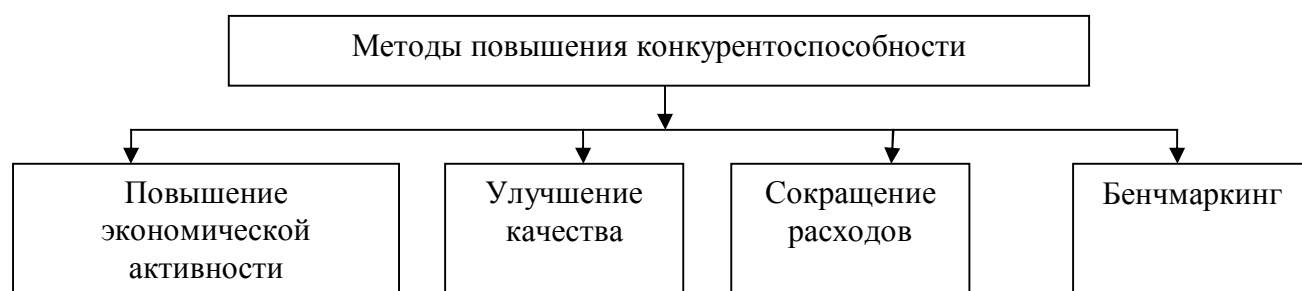 Методы повышения конкурентоспособности
Повышение
экономической
активности
Улучшение
качества
Сокращение
расходов
Бенчмаркинг